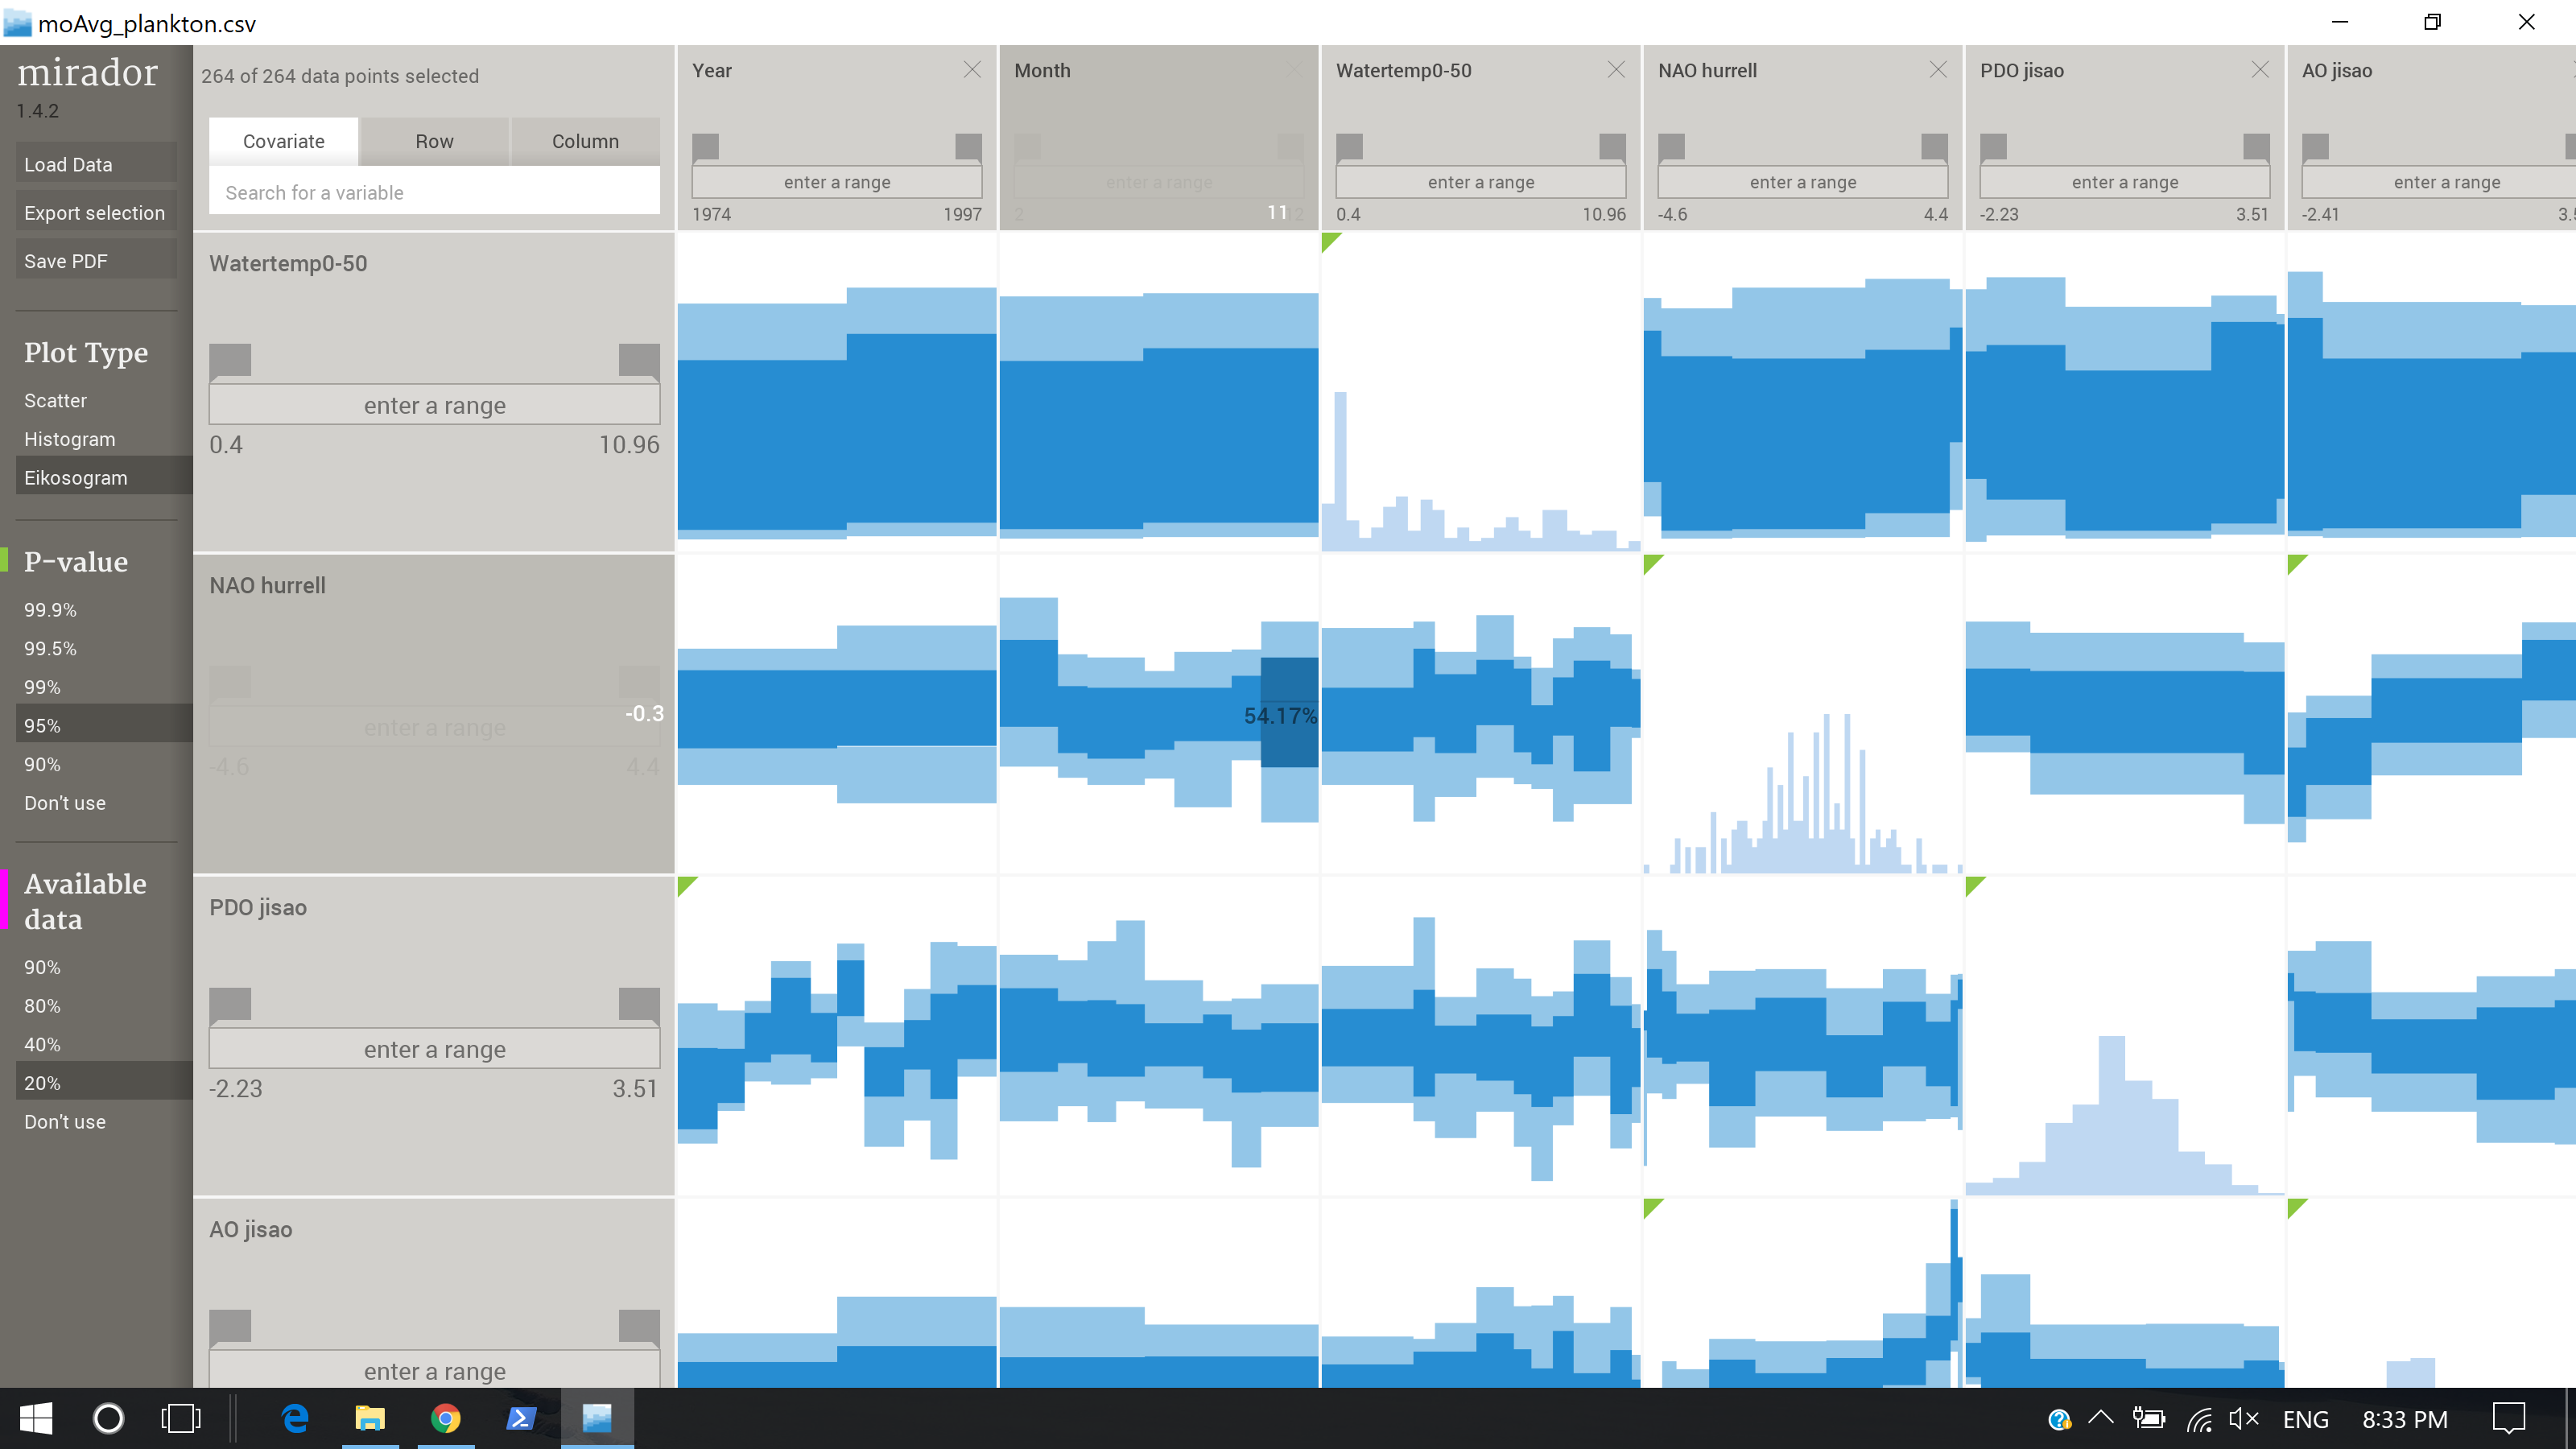 moAvg_plankton.csv
mirador
1.4.2
Load Data
Export selection
Save PDF
Plot Type
Scatter
Histogram
Eikosogram
P-value
99.9%
99.5%
99%
95%
90%
Don't use
Available
data
90%
80%
40%
20%
Don't use
264 of 264 data points selected
Covariate Row Column
Search for a variable
Year Month Watertemp0-50 NAO hurrell PDO jisao AO jisao
enter a range enter a range enter a range enter a range enter a range enter a range
1974 1997 2 11 12 0.4 10.96 -4.6 4.4 -2.23 3.51 -2.41
Watertemp0-50
enter a range
0.4 10.96
NAO hurrell
-0.3
enter a range
-4.6 4.4
54.17%
PDO jisao
enter a range
-2.23 3.51
AO jisao
enter a range
ENG 8:33 PM